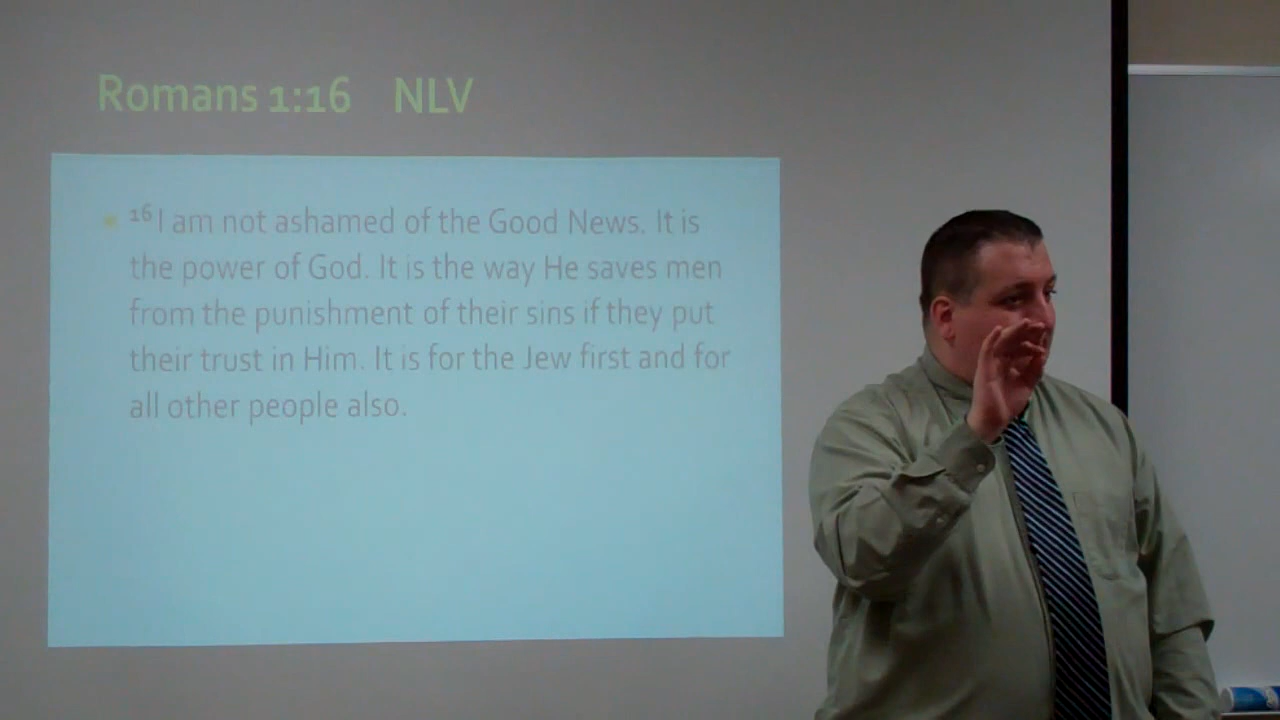 Romans 1:16 NLV
16 I am not ashamed of the Good News. It is
the power of God. It is the way He saves men
from the punishment of their sins if they put
their trust in Him. It is for the Jew first and for
all other people also.